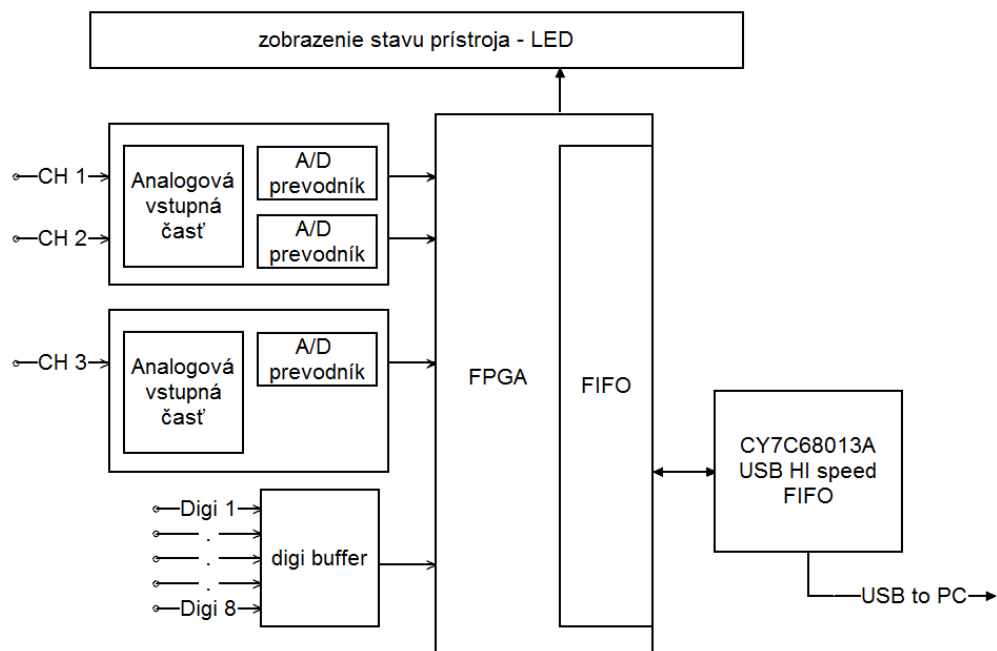 zobrazenie stavu prístroja - LED
CH 1
CH 2
Analogová
vstupná
časť
A/D
prevodník
A/D
prevodník
CH 3
Analogová
vstupná
časť
A/D
prevodník
FPGA
FIFO
CY7C68013A
USB HI speed
FIFO
Digi 1
.
.
.
Digi 8
digi buffer
USB to PC